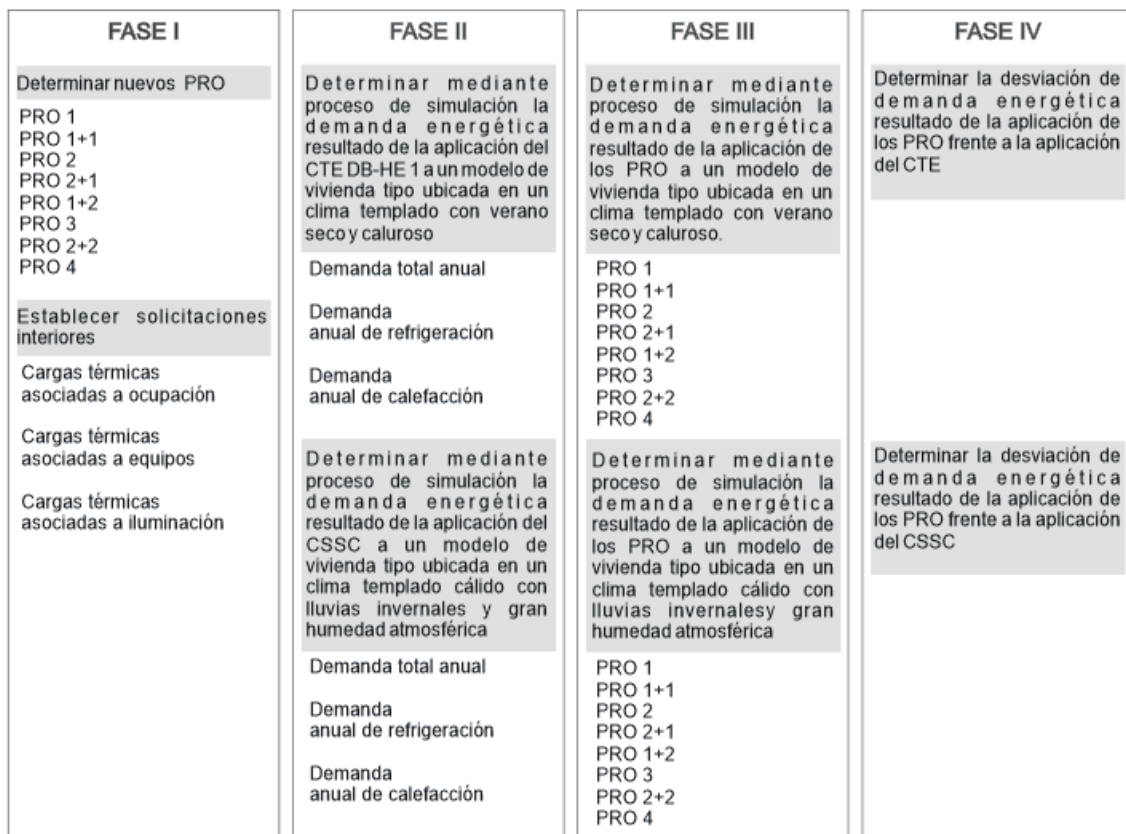 FASE I
Determinar nuevos PRO
PRO 1
PRO 1+1
PRO 2
PRO 2+1
PRO 1+2
PRO 3
PRO 2+2
PRO 4
Establecer solicitaciones
interiores
Cargas térmicas
asociadas a ocupación
Cargas térmicas
asociadas a equipos
Cargas térmicas
asociadas a iluminación
FASE II
Determinar mediante
proceso de simulación la
demanda energética
resultado de la aplicación del
CTE DB-HE 1 a un modelo de
vivienda tipo ubicada en un
clima templado con verano
seco y caluroso
Demanda total anual
Demanda
anual de refrigeración
Demanda
anual de calefacción
Determinar mediante
proceso de simulación la
demanda energética
resultado de la aplicación del
CSSC a un modelo de
vivienda tipo ubicada en un
clima templado cálido con
lluvias invernales y gran
humedad atmosférica
Demanda total anual
Demanda
anual de refrigeración
Demanda
anual de calefacción
FASE III
Determinar mediante
proceso de simulación la
demanda energética
resultado de la aplicación de
los PRO a un modelo de
vivienda tipo ubicada en un
clima templado con verano
seco y caluroso.
PRO 1
PRO 1+1
PRO 2
PRO 2+1
PRO 1+2
PRO 3
PRO 2+2
PRO 4
Determinar mediante
proceso de simulación la
demanda energética
resultado de la aplicación de
los PRO a un modelo de
vivienda tipo ubicada en un
clima templado cálido con
lluvias invernalesy gran
humedad atmosférica
PRO 1
PRO 1+1
PRO 2
PRO 2+1
PRO 1+2
PRO 3
PRO 2+2
PRO 4
FASE IV
Determinar la desviación de
demanda energética
resultado de la aplicación de
los PRO frente a la aplicación
del CTE
Determinar la desviación de
demanda energética
resultado de la aplicación de
los PRO frente a la aplicación
del CSSC